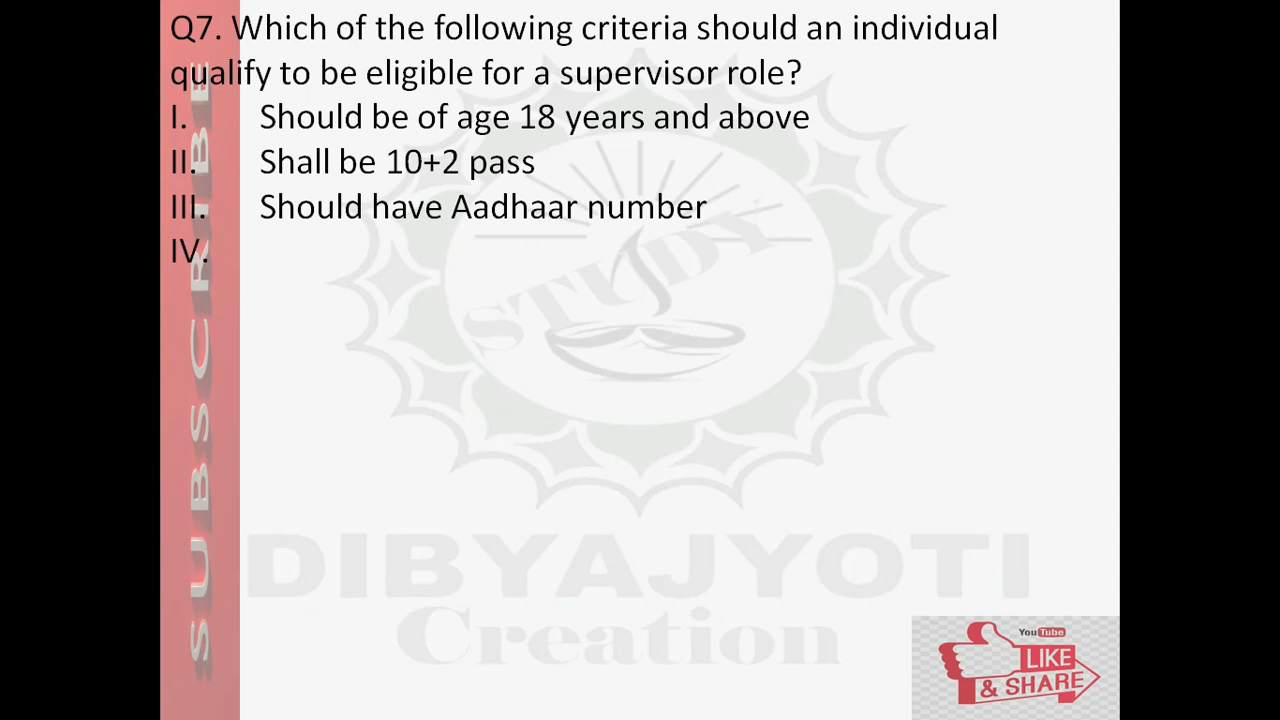 Q7. Which of the following criteria should an individual
qualify to be eligible for a supervisor role?
I. Should be of age 18 years and above
II. Shall be 10+2 pass
III. Should have Aadhaar number
IV.
SUBSCRIBE
STUDY
DIBYAJYOTI
Creation
YouTube
LIKE
& SHARE